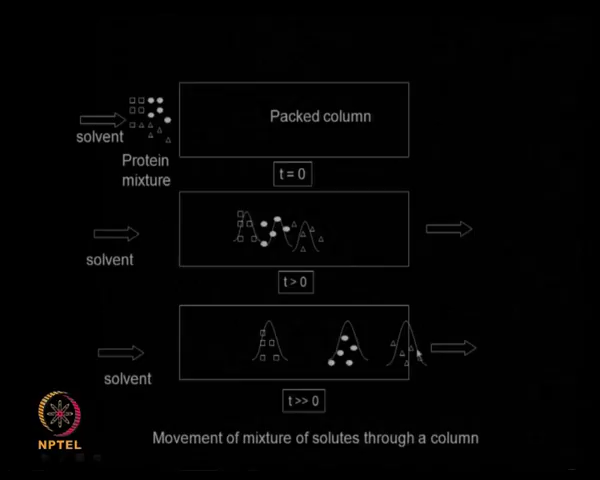 Packed column
solvent
Protein
mixture
t = 0
solvent
t > 0
solvent
t >> 0
NPTEL
Movement of mixture of solutes through a column